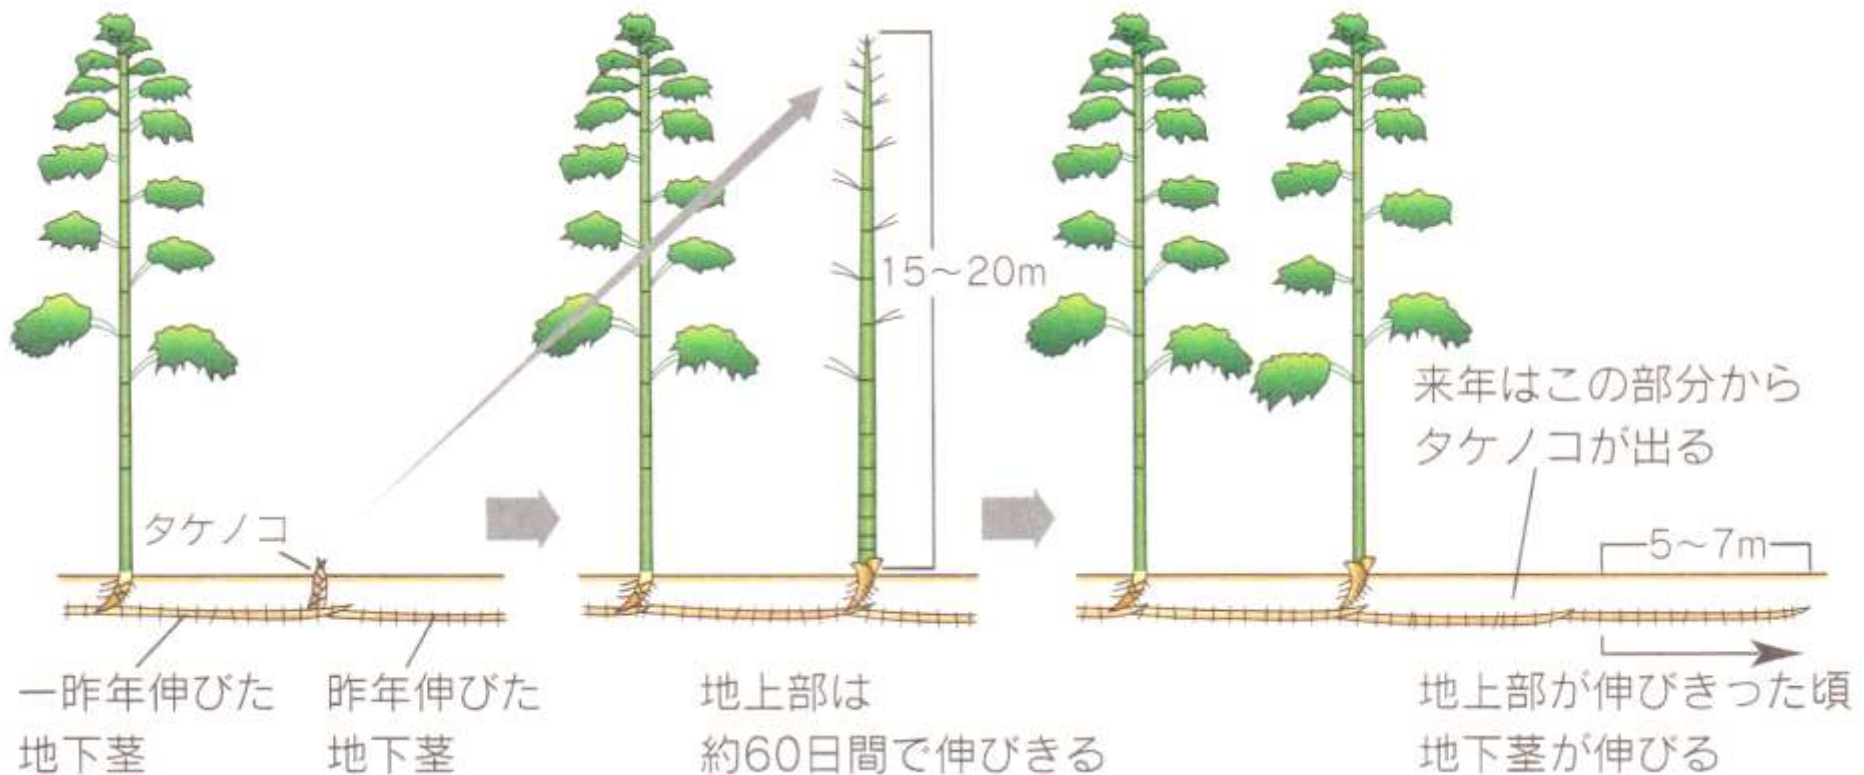 タケノコ
一昨年伸びた
地下茎
昨年伸びた
地下茎
15～20m
地上部は
約60日間で伸びきる
来年はこの部分から
タケノコが出る
5～7m
地上部が伸びきった頃
地下茎が伸びる